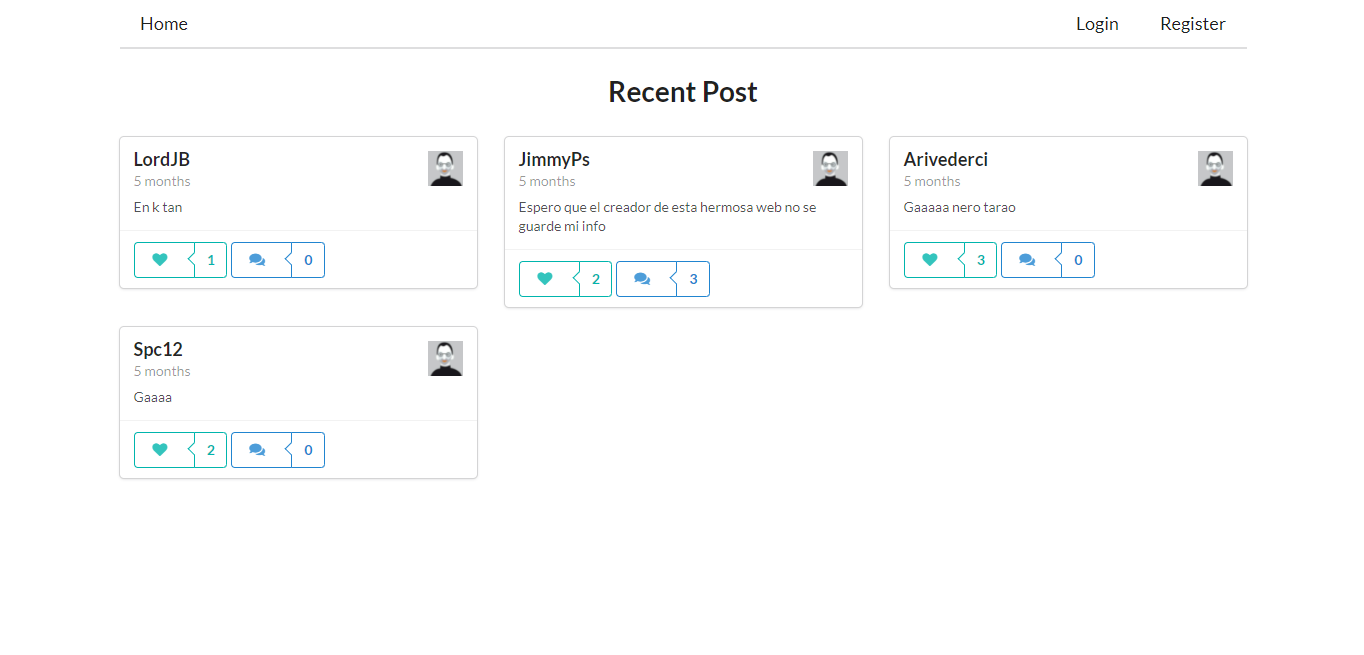 Home
Login
Register
Recent Post
LordJB
5 months
En k tan
1
0
JimmyPs
5 months
Espero que el creador de esta hermosa web no se
guarde mi info
2
3
Arivederci
5 months
Gaaaaa nero tarao
3
0
Spc12
5 months
Gaaaa
2
0